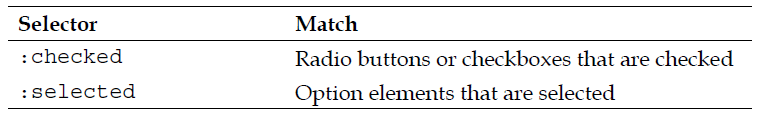 Selector Match
:checked Radio buttons or checkboxes that are checked
:selected Option elements that are selected